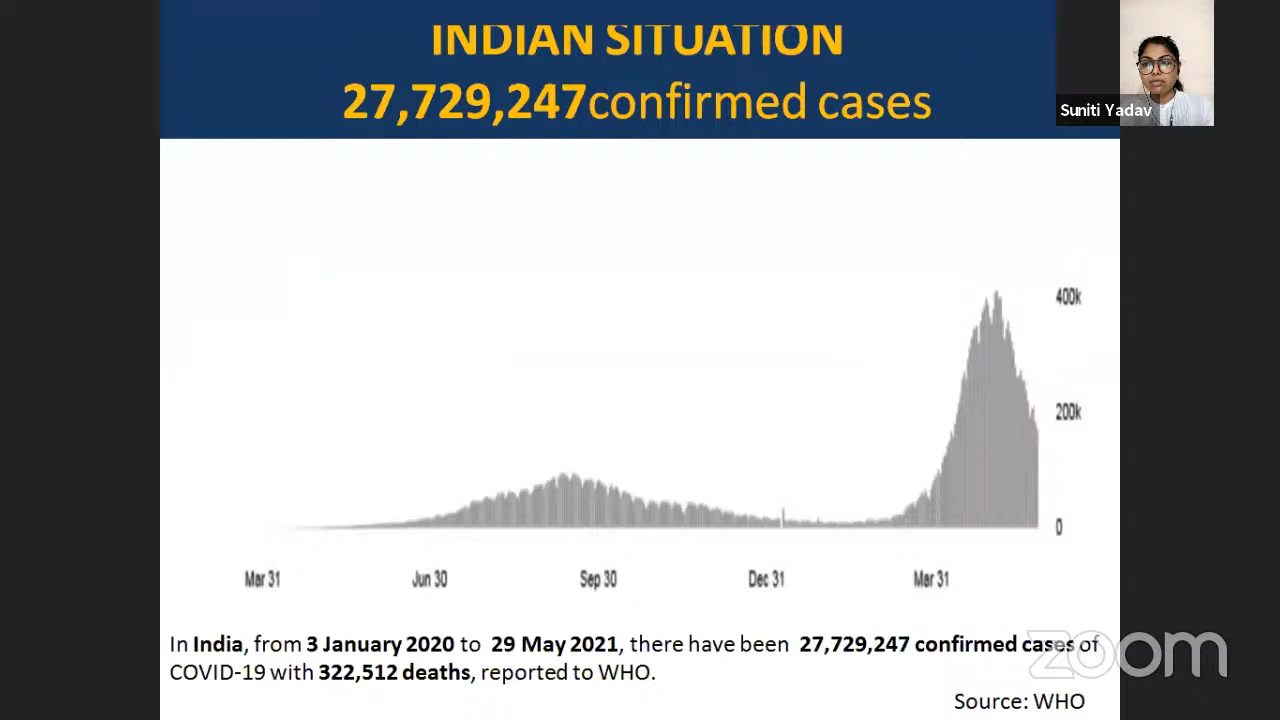 INDIAN SITUATION
27,729,247confirmed cases
Suniti Yadav
400k
200k
0
Mar 31 Jun 30 Sep 30 Dec 31 Mar 31
In India, from 3 January 2020 to 29 May 2021, there have been 27,729,247 confirmed cases of
COVID-19 with 322,512 deaths, reported to WHO.
zoom
Source: WHO